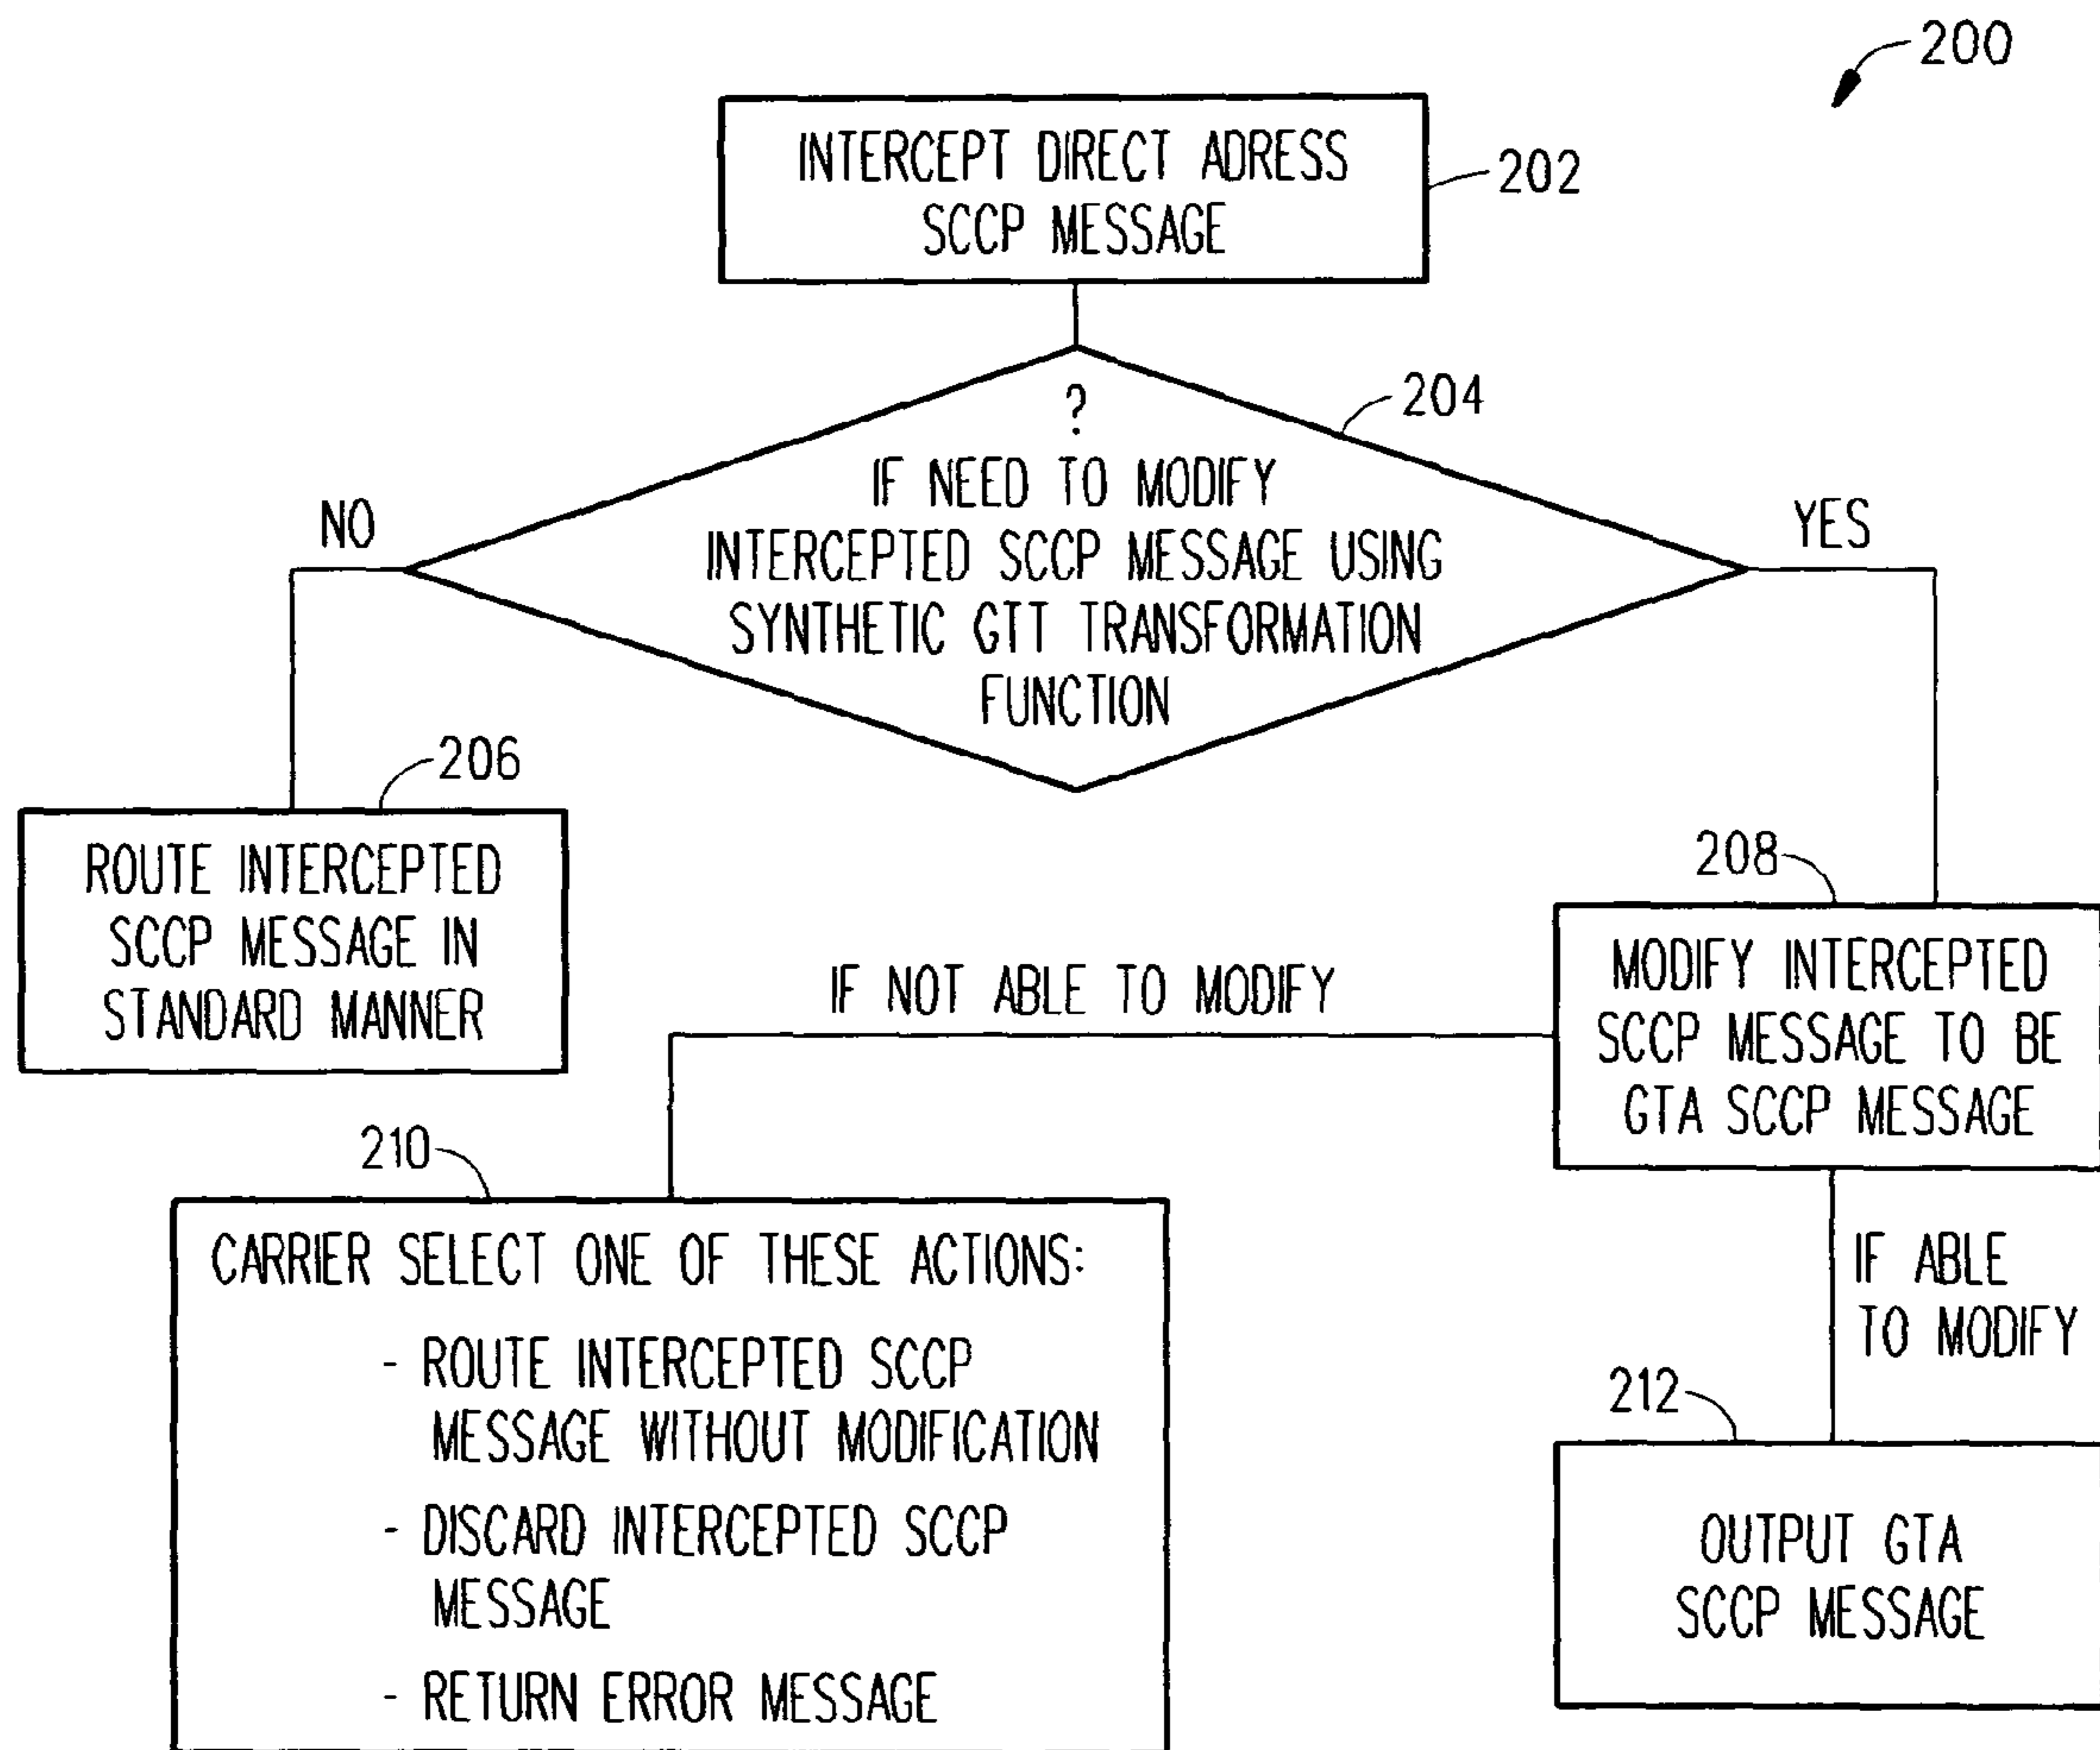 200
INTERCEPT DIRECT ADRESS
SCCP MESSAGE
202
?
IF NEED TO MODIFY
INTERCEPTED SCCP MESSAGE USING
SYNTHETIC GTT TRANSFORMATION
FUNCTION
204
NO
YES
206
ROUTE INTERCEPTED
SCCP MESSAGE IN
STANDARD MANNER
208
MODIFY INTERCEPTED
SCCP MESSAGE TO BE
GTA SCCP MESSAGE
IF NOT ABLE TO MODIFY
210
CARRIER SELECT ONE OF THESE ACTIONS:
- ROUTE INTERCEPTED SCCP
MESSAGE WITHOUT MODIFICATION
- DISCARD INTERCEPTED SCCP
MESSAGE
- RETURN ERROR MESSAGE
IF ABLE
TO MODIFY
212
OUTPUT GTA
SCCP MESSAGE